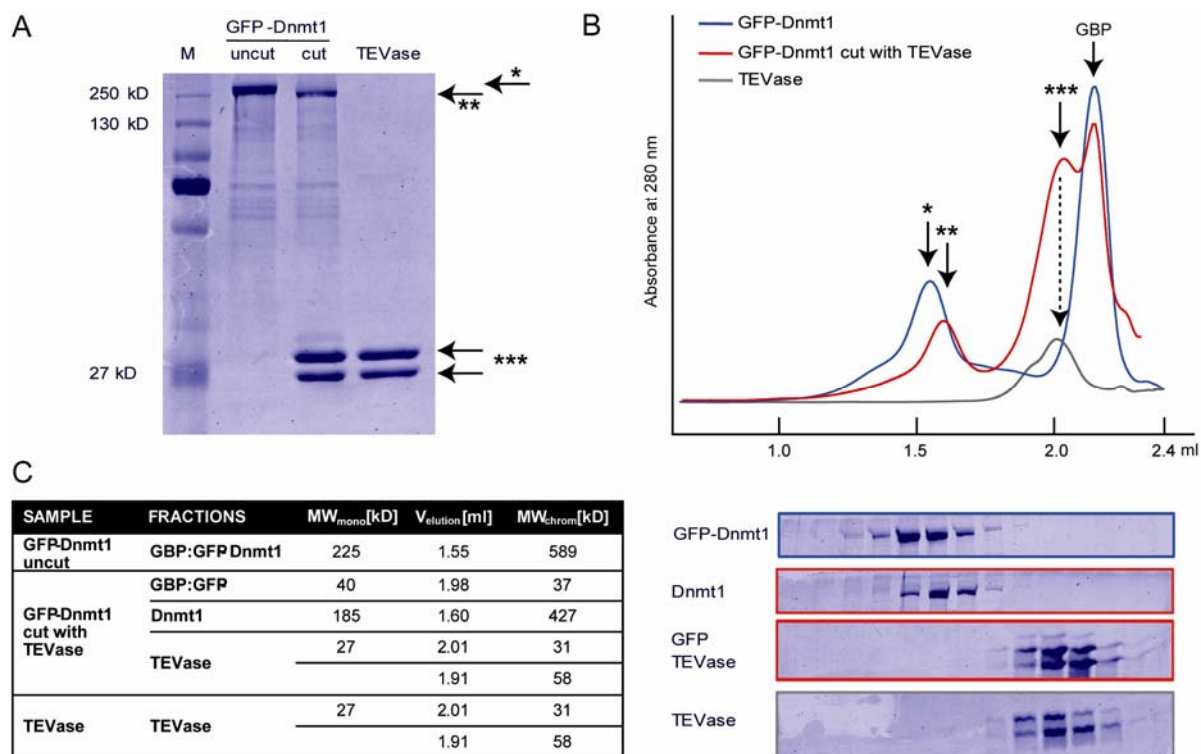 A
GFP-Dnmt1
M uncut cut TEVase
250 kD
130 kD
27 kD
*
**
***
B
GFP-Dnmt1
GFP-Dnmt1 cut with TEVase
TEVase
GBP
***
*
**
Absorbance at 280 nm
1.0 1.5 2.0 2.4 ml
C
SAMPLE FRACTIONS MWmono[kD] Velution[ml] MWchrom[kD]
GFP-Dnmt1 uncut GBP:GFP-Dnmt1 225 1.55 589
GFP-Dnmt1 cut with TEVase
GBP:GFP- 40 1.98 37
Dnmt1 185 1.60 427
TEVase 27 2.01 31
1.91 58
TEVase TEVase 27 2.01 31
1.91 58
GFP-Dnmt1
Dnmt1
GFP
TEVase
TEVase